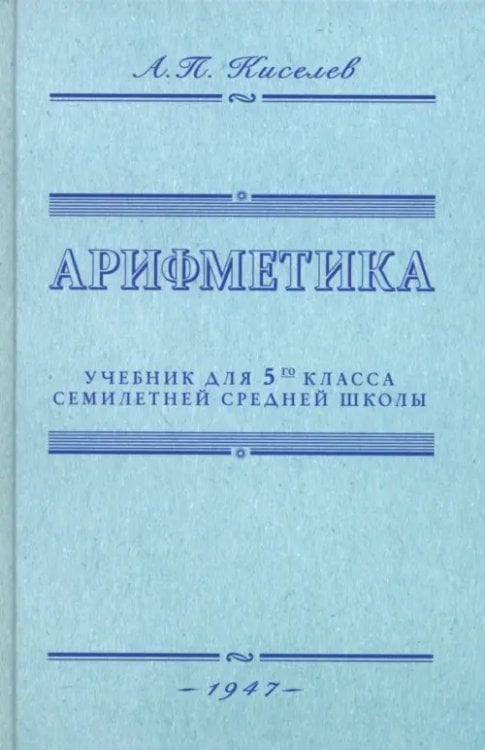 А.П. Киселев
АРИФМЕТИКА
УЧЕБНИК ДЛЯ 5го КЛАССА
СЕМИЛЕТНЕЙ СРЕДНЕЙ ШКОЛЫ
– 1947 –